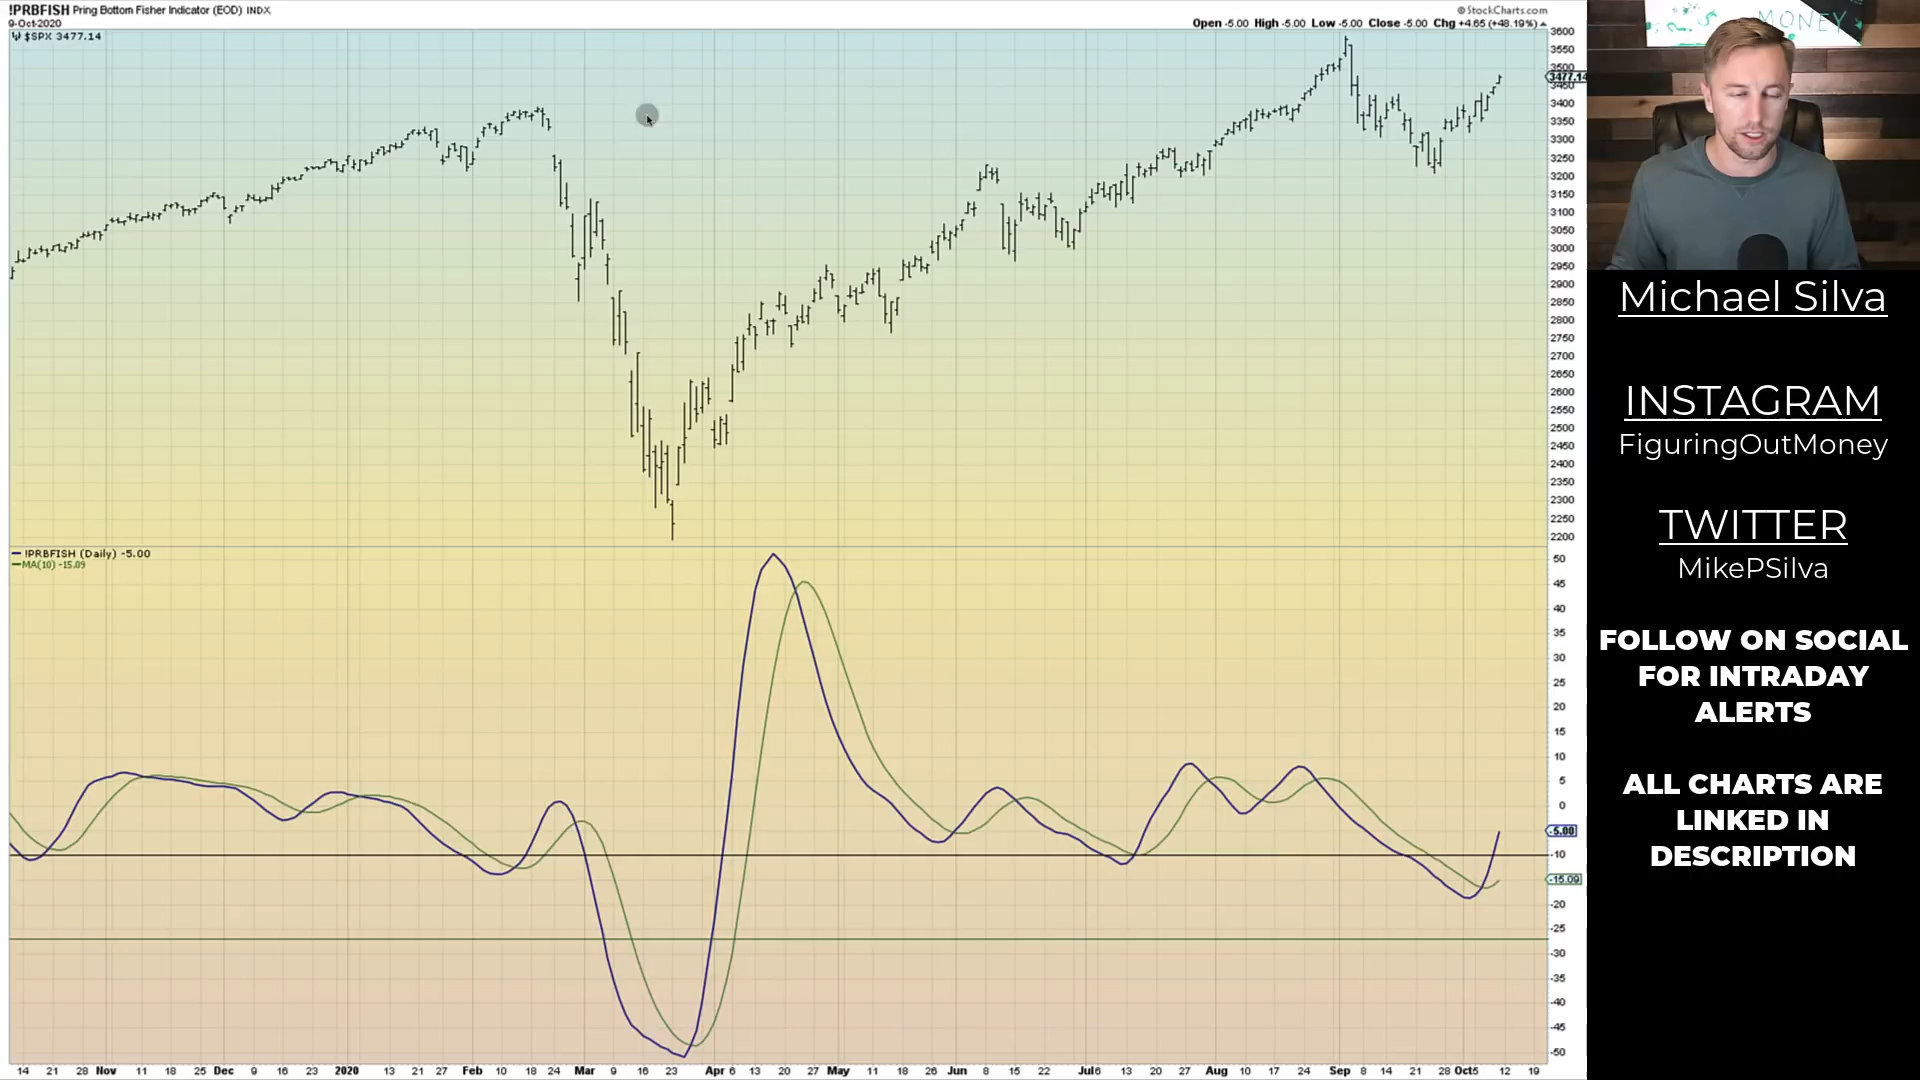 !PRBFISH Pring Bottom Fisher Indicator (EOD) INDX
© StockCharts.com
9-Oct-2020
Open -5.00 High -5.00 Low -5.00 Close -5.00 Chg +4.65 (+48.19%)
$SPX 3477.14
3600
3550
3500
3477.14
3450
3400
3350
3300
3250
3200
3150
3100
3050
3000
2950
2900
2850
2800
2750
2700
2650
2600
2550
2500
2450
2400
2350
2300
2250
2200
!PRBFISH (Daily) -5.00
MA(10) -15.09
50
45
40
35
30
25
20
15
10
5
0
-5.00
-10
-15.09
-20
-25
-30
-35
-40
-45
-50
14 21 28 Nov 11 18 25 Dec 9 16 23 2020 13 21 27 Feb 10 18 24 Mar 9 16 23 Apr 6 13 20 27 May 11 18 26 Jun 8 15 22 Jul 6 13 20 27 Aug 10 17 24 Sep 8 14 21 28 Oct 5 12 19
MONEY
Michael Silva
INSTAGRAM
FiguringOutMoney
TWITTER
MikePSilva
FOLLOW ON SOCIAL
FOR INTRADAY
ALERTS
ALL CHARTS ARE
LINKED IN
DESCRIPTION